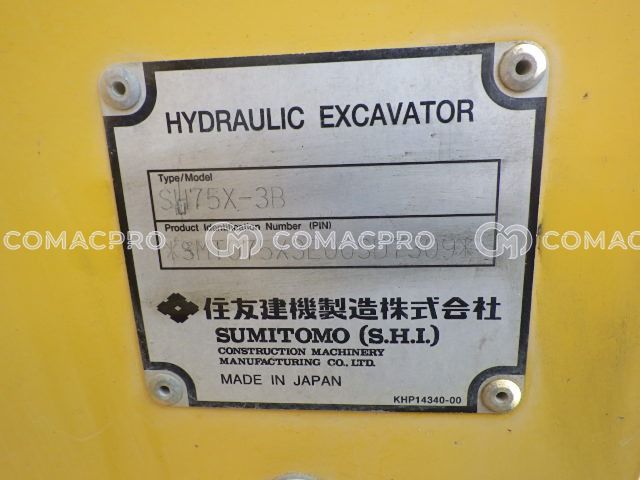 HYDRAULIC EXCAVATOR
Type/Model
SH75X-3B
Product Identification Number (PIN)
COMACPRO COMACPRO COMACPRO
住友建機製造株式会社
SUMITOMO (S.H.I.)
CONSTRUCTION MACHINERY
MANUFACTURING CO., LTD.
MADE IN JAPAN
KHP14340-00